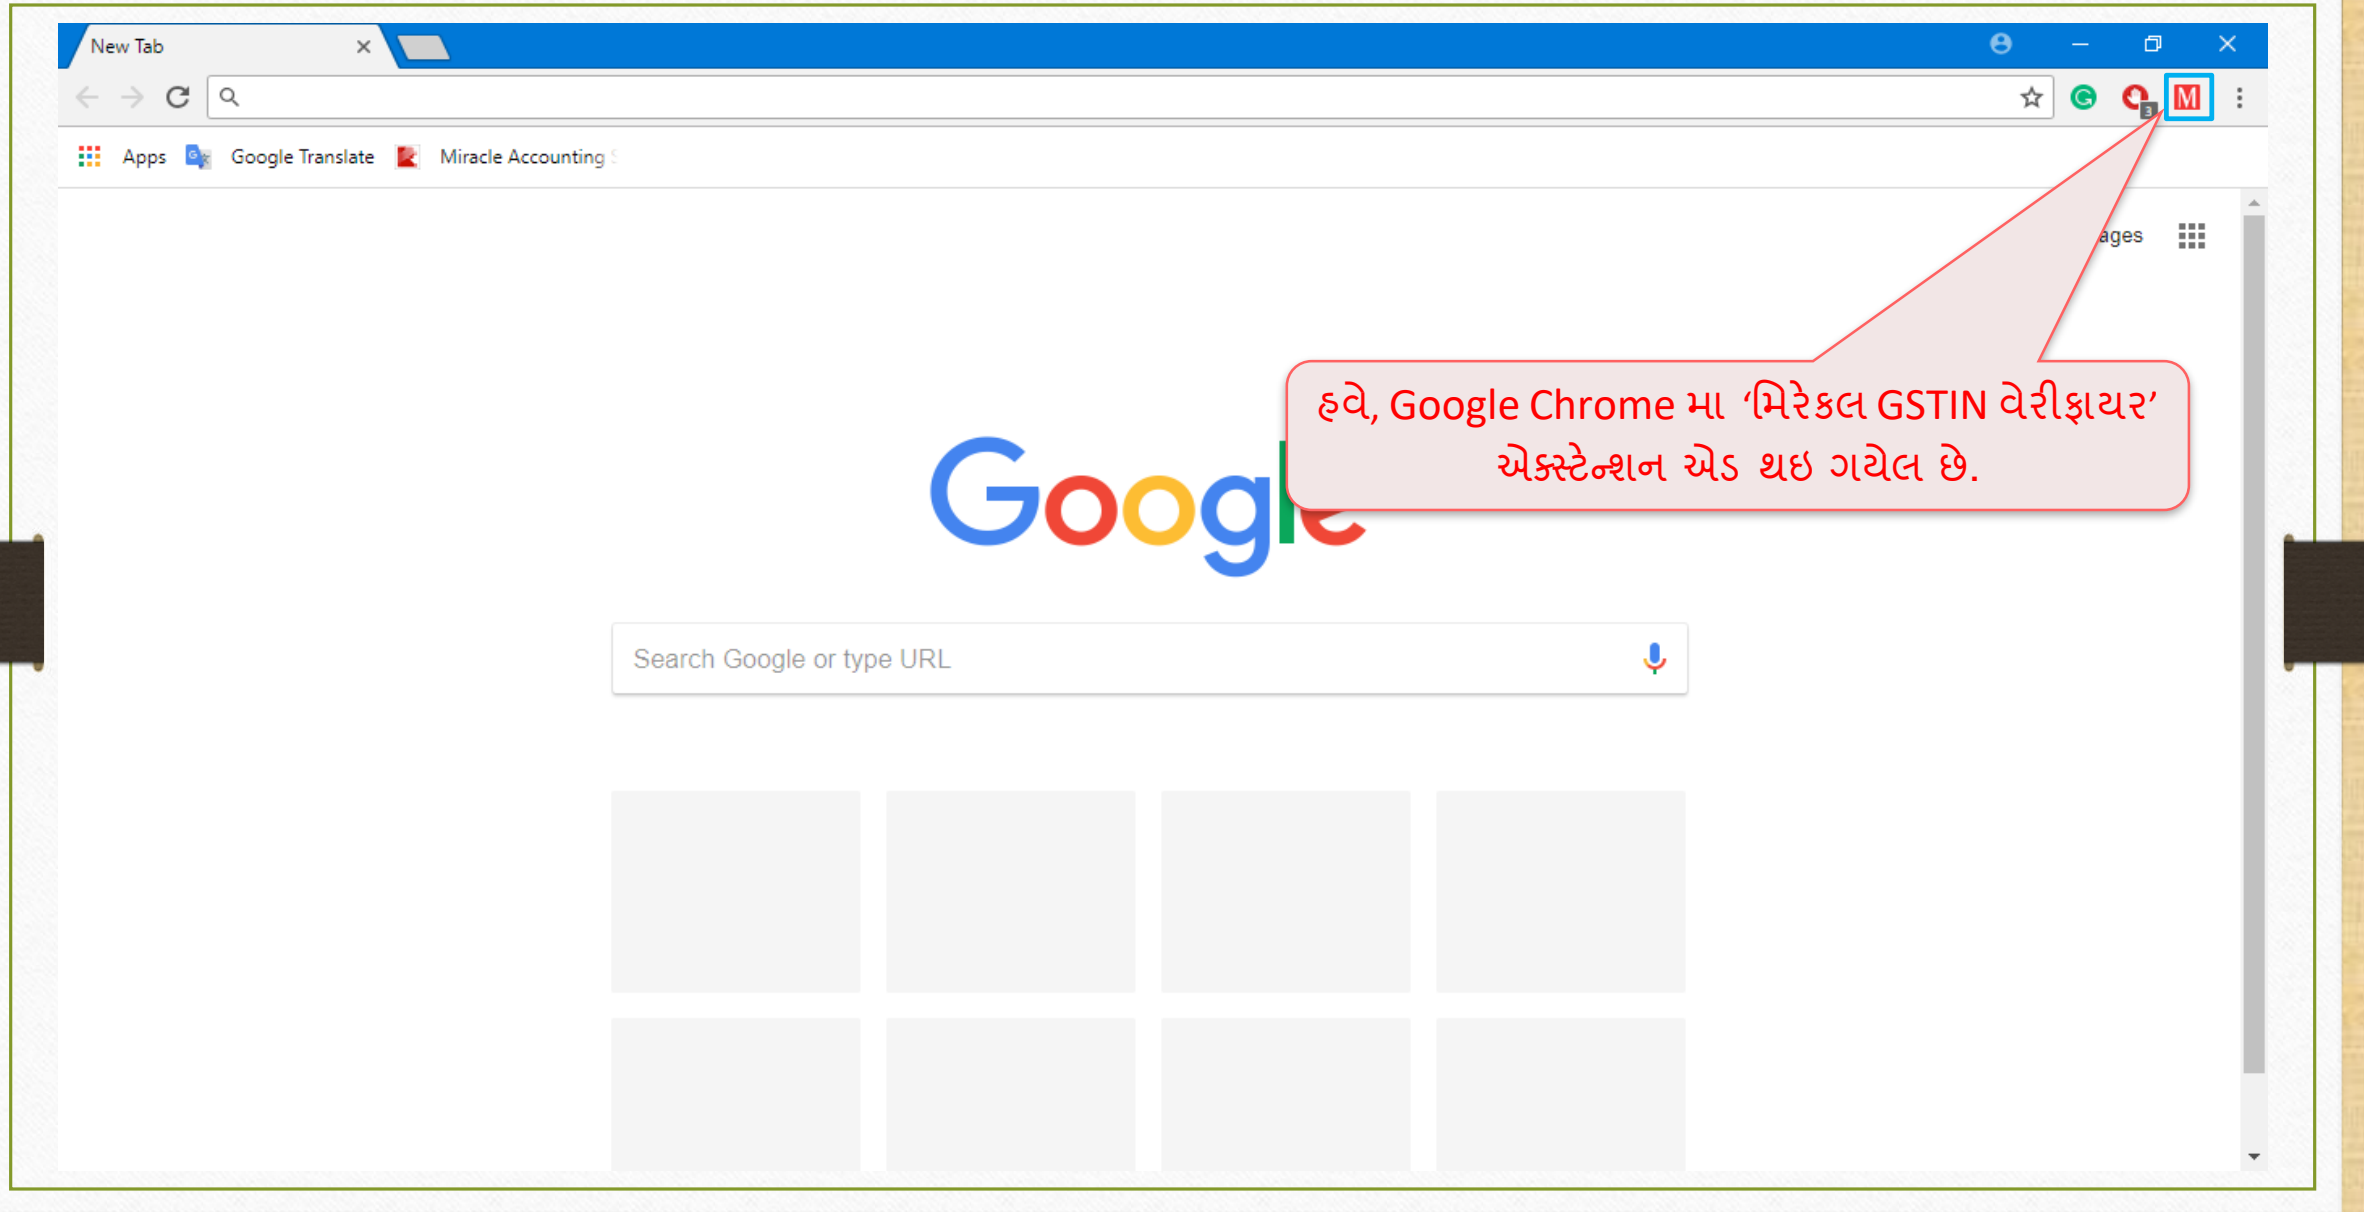 New Tab
3
M
Apps Google Translate Miracle Accounting
ages
હવે, Google Chrome મા ‘મિરેકલ GSTIN વેરીફાયર’
એક્સ્ટેન્શન એડ થઇ ગયેલ છે.
Google
Search Google or type URL